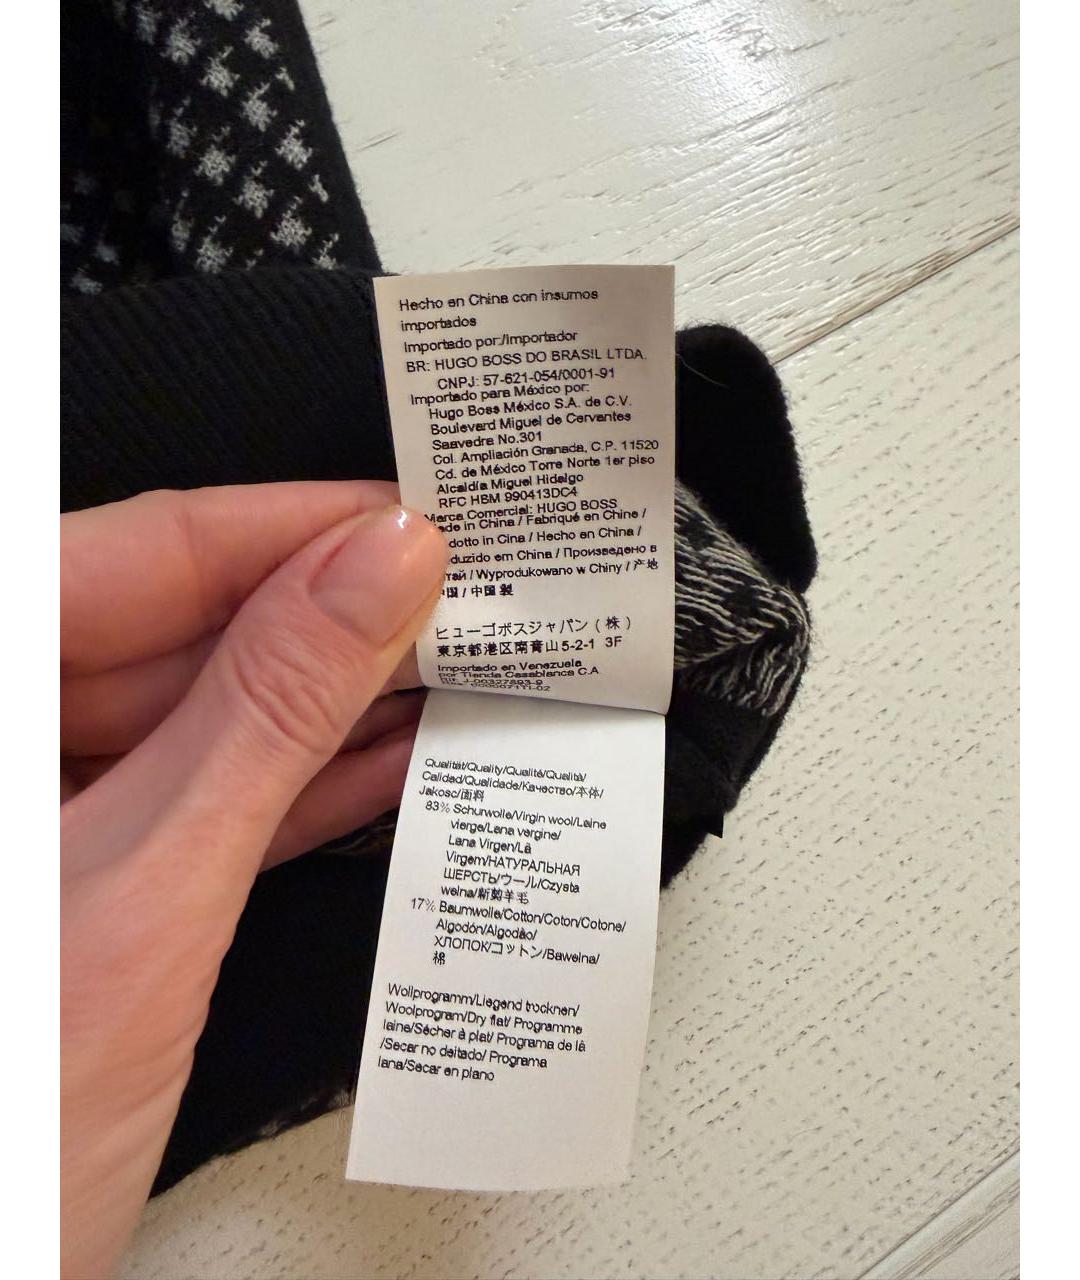 Hecho en China con insumos
importados
Importado por:/Importador
BR: HUGO BOSS DO BRASIL LTDA.
CNPJ: 57-621-054/0001-91
Importado para México por:
Hugo Boss México S.A. de C.V.
Boulevard Miguel de Cervantes
Saavedra No.301
Col. Ampliación Granada, C.P. 11520
Cd. de México Torre Norte 1er piso
Alcaldía Miguel Hidalgo
RFC HBM 990413DC4
Marca Comercial: HUGO BOSS
ade in China / Fabriqué en Chine /
dotto in Cina / Hecho en China /
duzido em China / Произведено в
тай / Wyprodukowano w Chiny / 产地
中国 / 中国 製
ヒューゴボスジャパン ( 株 )
東京都港区南青山5-2-1 3F
Importado en Venezuela
por Tienda Casablanca C.A
J-00327893-9
Qualität/Quality/Qualité/Qualità/
Calidad/Qualidade/Качество/本体/
Jakosc/面料
83% Schurwolle/Virgin wool/Laine
vierge/Lana vergine/
Lana Virgen/Lã
Virgem/НАТУРАЛЬНАЯ
ШЕРСТЬ/ウール/Czysta
welna/新剪羊毛
17% Baumwolle/Cotton/Coton/Cotone/
Algodón/Algodão/
ХЛОПОК/コットン/Bawelna/
棉
Wollprogramm/Liegend trocknen/
Woolprogram/Dry flat/ Programme
laine/Sécher à plat/ Programa de lã
/Secar no deitado/ Programa
lana/Secar en plano